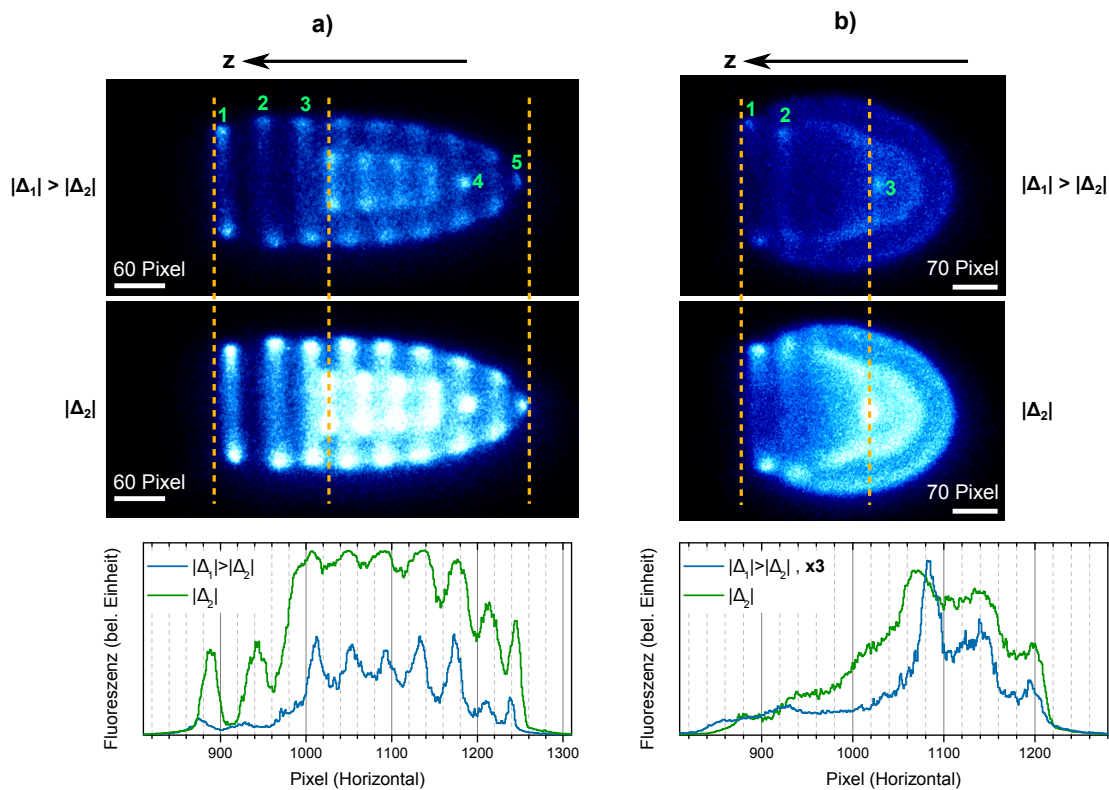 a)
z
1
2
3
4
5
|Δ₁| > |Δ₂|
60 Pixel
|Δ₂|
60 Pixel
Fluoreszenz (bel. Einheit)
|Δ₁|>|Δ₂|
|Δ₂|
900
1000
1100
1200
1300
Pixel (Horizontal)
b)
z
1
2
3
|Δ₁| > |Δ₂|
70 Pixel
|Δ₂|
70 Pixel
Fluoreszenz (bel. Einheit)
|Δ₁|>|Δ₂| , x3
|Δ₂|
900
1000
1100
1200
Pixel (Horizontal)